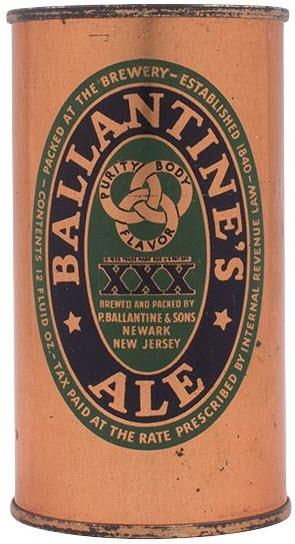 PACKED AT THE BREWERY-ESTABLISHED 1840-
BALLANTINE'S
PURITY BODY
FLAVOR
XXX
BREWED AND PACKED BY
P. BALLANTINE & SONS
NEWARK
NEW JERSEY
ALE
-CONTENTS 12 FLUID OZ.-TAX PAID AT THE RATE PRESCRIBED BY INTERNAL REVENUE LAW-